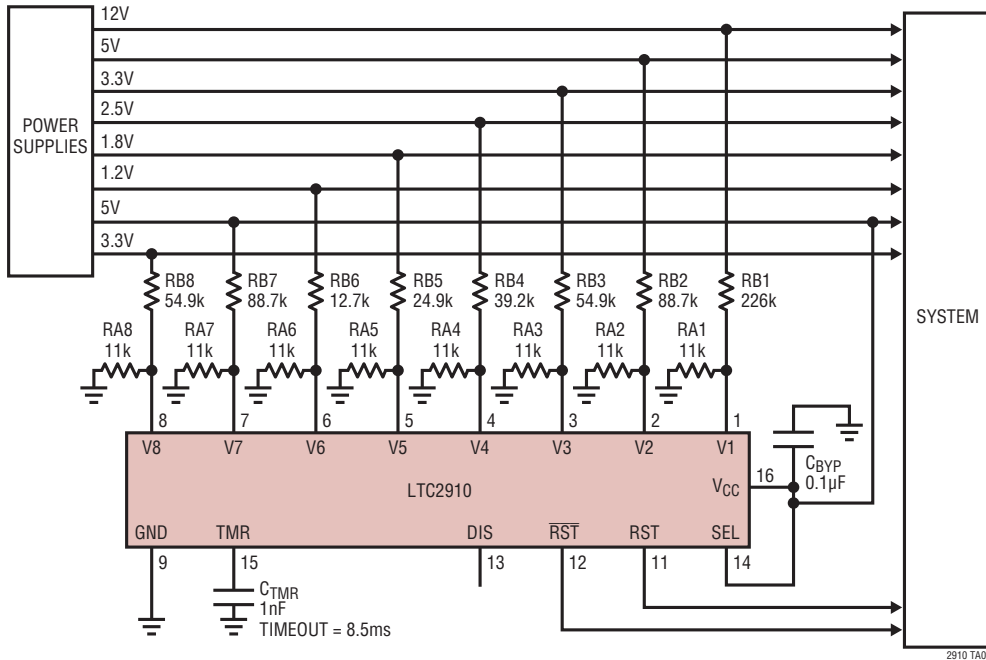 12V
5V
3.3V
2.5V
1.8V
1.2V
5V
3.3V
POWER
SUPPLIES
SYSTEM
RB8
54.9k
RB7
88.7k
RB6
12.7k
RB5
24.9k
RB4
39.2k
RB3
54.9k
RB2
88.7k
RB1
226k
RA8
11k
RA7
11k
RA6
11k
RA5
11k
RA4
11k
RA3
11k
RA2
11k
RA1
11k
8 7 6 5 4 3 2 1
V8 V7 V6 V5 V4 V3 V2 V1
LTC2910
VCC
16
CBYP
0.1µF
GND TMR DIS RST RST SEL
9 15 13 12 11 14
CTMR
1nF
TIMEOUT = 8.5ms
2910 TA0